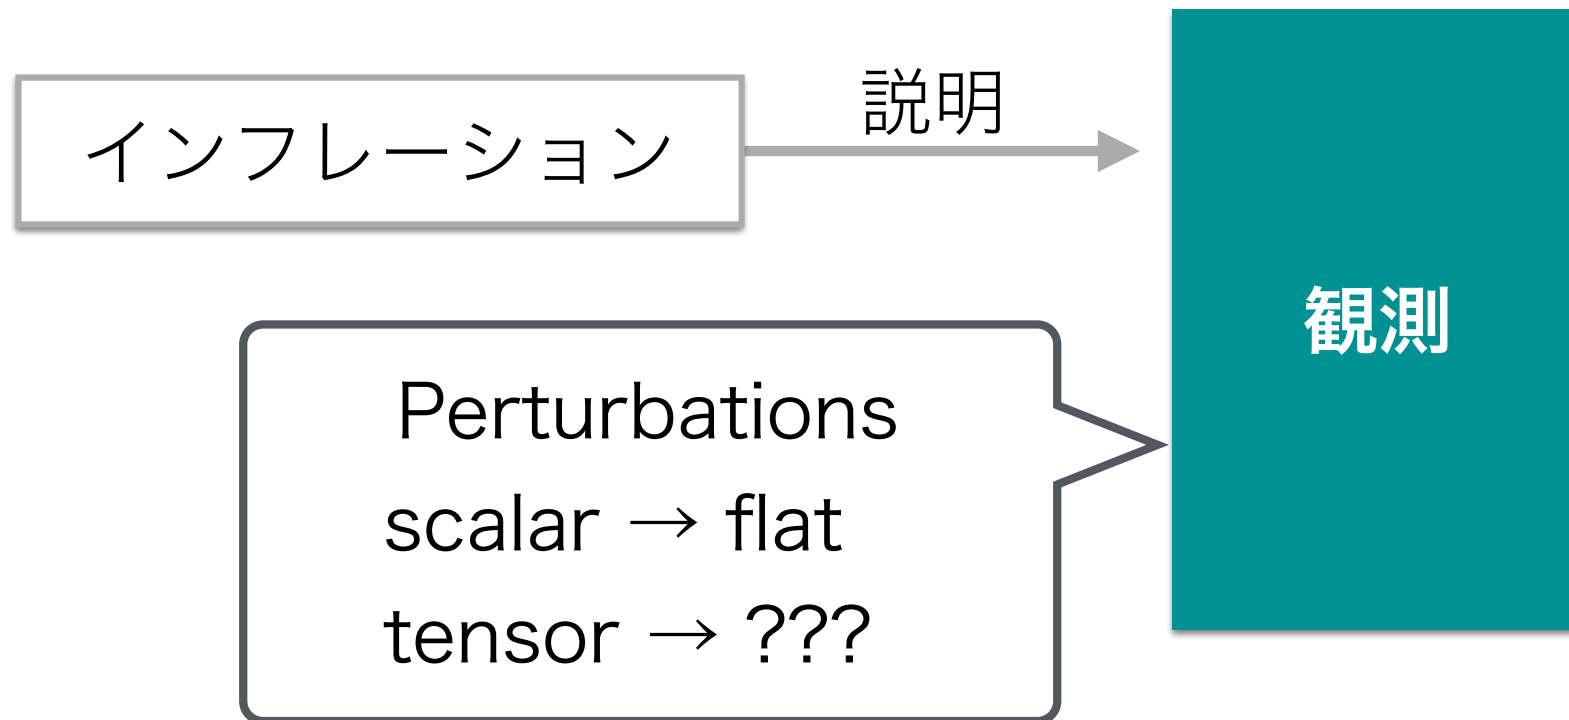 インフレーション
説明
観測
Perturbations
scalar → flat
tensor → ???